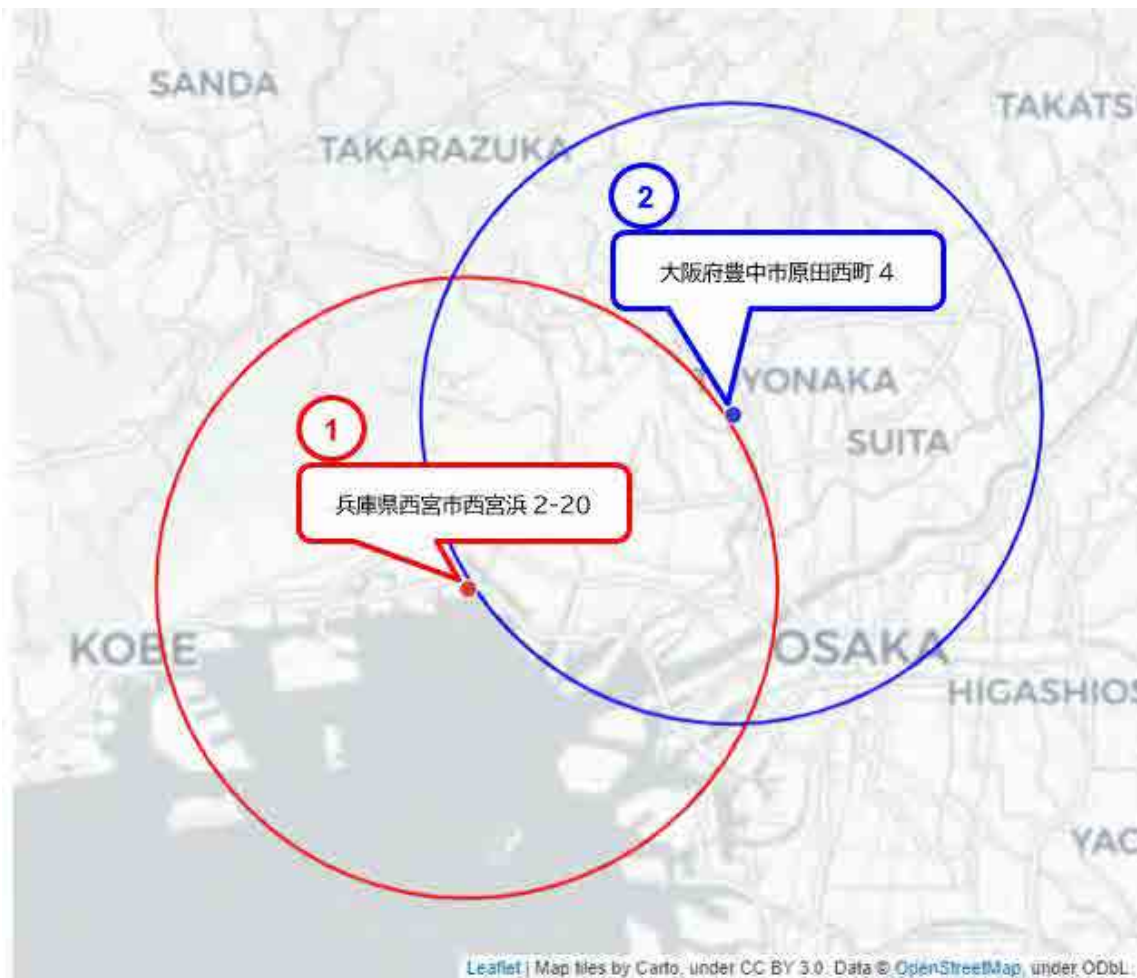 SANDA
TAKATS
TAKARAZUKA
2
大阪府豊中市原田西町 4
YONAKA
1
SUITA
兵庫県西宮市西宮浜 2-20
KOBE
OSAKA
HIGASHIOS
YAO
Leaflet | Map tiles by Carto, under CC BY 3.0. Data © OpenStreetMap, under ODbL.